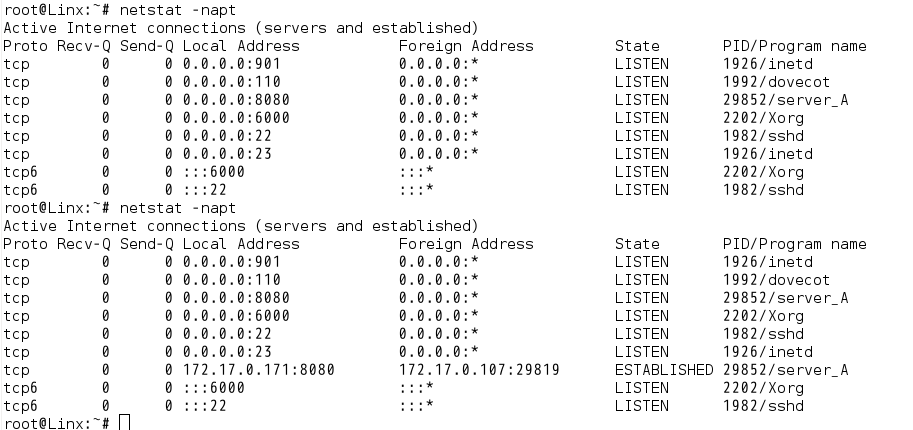 root@Linx:~# netstat -napt
Active Internet connections (servers and established)
Proto Recv-Q Send-Q Local Address           Foreign Address         State       PID/Program name
tcp        0      0 0.0.0.0:901             0.0.0.0:*               LISTEN      1926/inetd
tcp        0      0 0.0.0.0:110             0.0.0.0:*               LISTEN      1992/dovecot
tcp        0      0 0.0.0.0:8080            0.0.0.0:*               LISTEN      29852/server_A
tcp        0      0 0.0.0.0:6000            0.0.0.0:*               LISTEN      2202/Xorg
tcp        0      0 0.0.0.0:22              0.0.0.0:*               LISTEN      1982/sshd
tcp        0      0 0.0.0.0:23              0.0.0.0:*               LISTEN      1926/inetd
tcp6       0      0 :::6000                 :::*                    LISTEN      2202/Xorg
tcp6       0      0 :::22                   :::*                    LISTEN      1982/sshd
root@Linx:~# netstat -napt
Active Internet connections (servers and established)
Proto Recv-Q Send-Q Local Address           Foreign Address         State       PID/Program name
tcp        0      0 0.0.0.0:901             0.0.0.0:*               LISTEN      1926/inetd
tcp        0      0 0.0.0.0:110             0.0.0.0:*               LISTEN      1992/dovecot
tcp        0      0 0.0.0.0:8080            0.0.0.0:*               LISTEN      29852/server_A
tcp        0      0 0.0.0.0:6000            0.0.0.0:*               LISTEN      2202/Xorg
tcp        0      0 0.0.0.0:22              0.0.0.0:*               LISTEN      1982/sshd
tcp        0      0 0.0.0.0:23              0.0.0.0:*               LISTEN      1926/inetd
tcp        0      0 172.17.0.171:8080       172.17.0.107:29819      ESTABLISHED 29852/server_A
tcp6       0      0 :::6000                 :::*                    LISTEN      2202/Xorg
tcp6       0      0 :::22                   :::*                    LISTEN      1982/sshd
root@Linx:~#